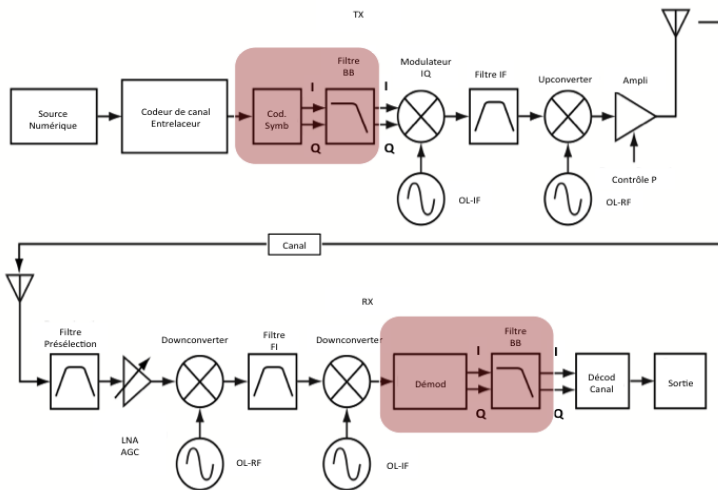 TX
Source
Numérique
Codeur de canal
Entrelaceur
Cod.
Symb
I
Q
Filtre
BB
I
Q
Modulateur
IQ
OL-IF
Filtre IF
Upconverter
OL-RF
Ampli
Contrôle P
Canal
RX
Filtre
Présélection
LNA
AGC
Downconverter
OL-RF
Filtre
FI
Downconverter
OL-IF
Démod
I
Q
Filtre
BB
I
Q
Décod
Canal
Sortie